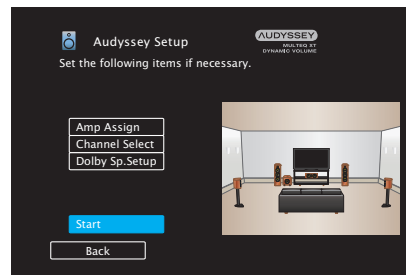 Audyssey Setup
AUDYSSEY
MULTEQ XT
DYNAMIC VOLUME
Set the following items if necessary.
Amp Assign
Channel Select
Dolby Sp.Setup
Start
Back